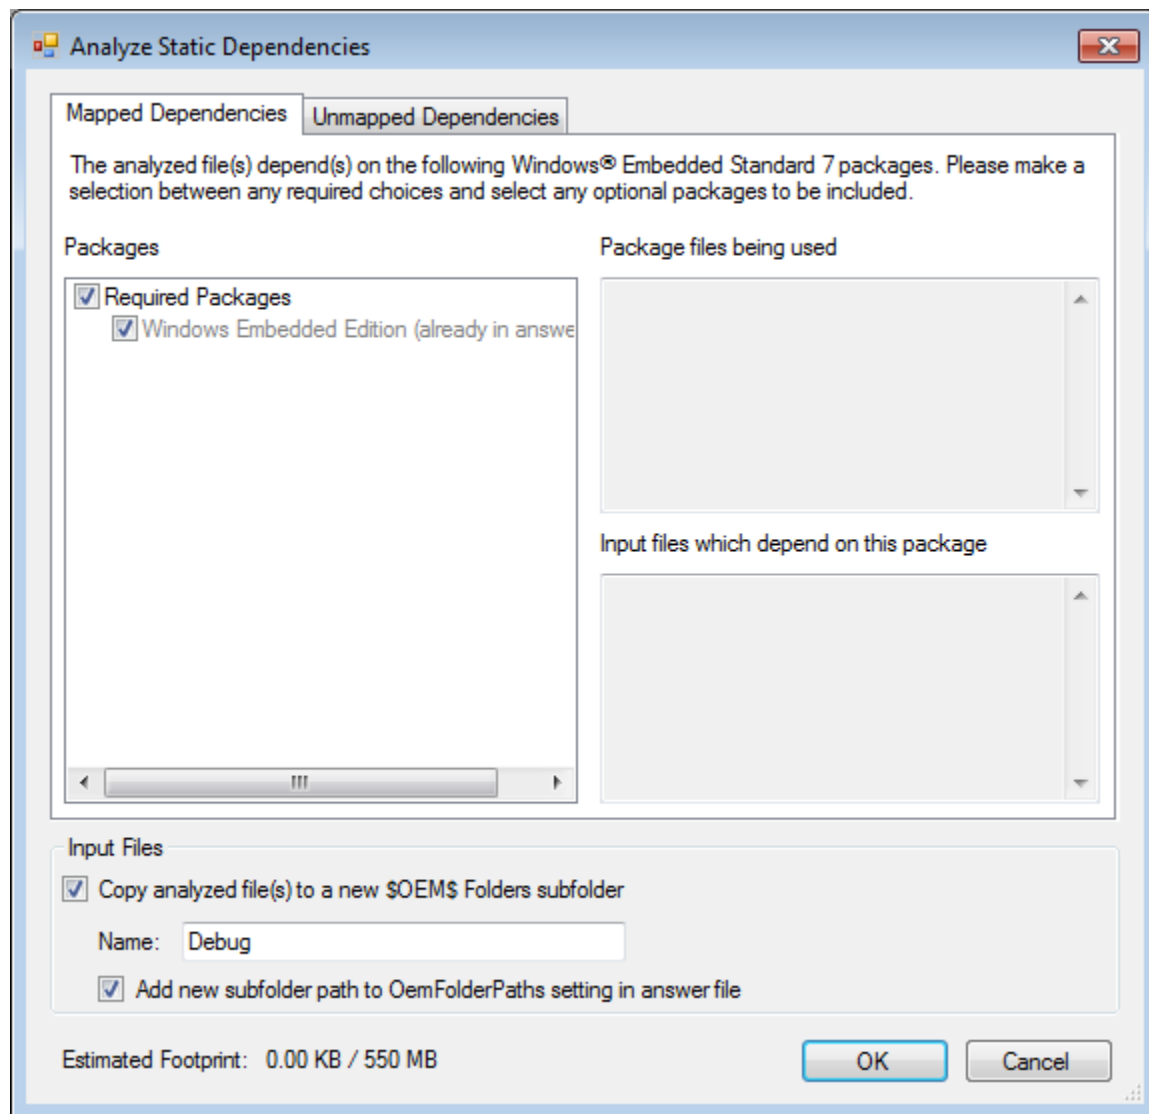 Analyze Static Dependencies
Mapped Dependencies
Unmapped Dependencies
The analyzed file(s) depend(s) on the following Windows® Embedded Standard 7 packages. Please make a
selection between any required choices and select any optional packages to be included.
Packages
Package files being used
Required Packages
Windows Embedded Edition (already in answe
Input files which depend on this package
Input Files
Copy analyzed file(s) to a new $OEM$ Folders subfolder
Name: Debug
Add new subfolder path to OemFolderPaths setting in answer file
Estimated Footprint: 0.00 KB / 550 MB
OK
Cancel